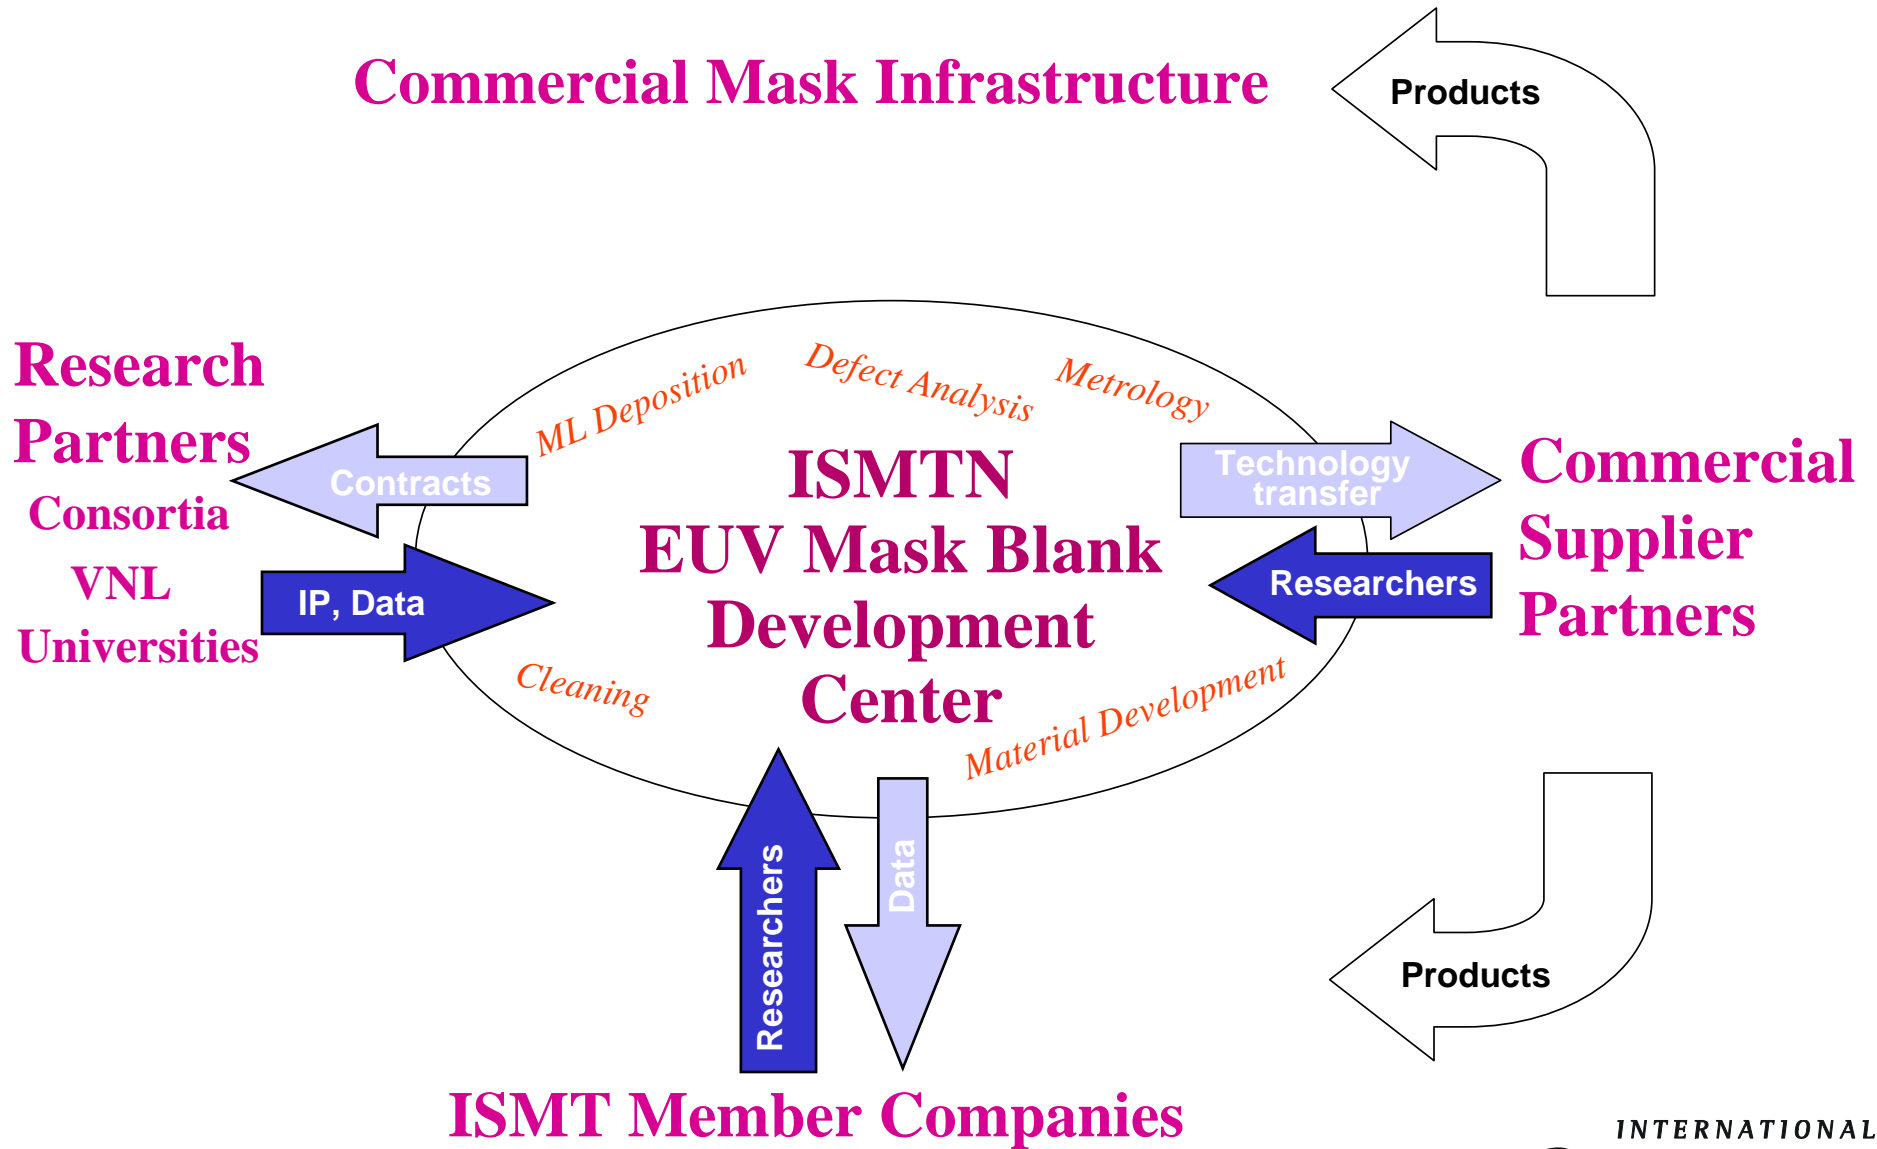 Commercial Mask Infrastructure
Products
Research
Partners
Consortia
VNL
Universities
Contracts
IP, Data
ML Deposition
Defect Analysis
Metrology
ISMTN
EUV Mask Blank
Development
Center
Cleaning
Material Development
Technology
transfer
Researchers
Commercial
Supplier
Partners
Researchers
Data
Products
ISMT Member Companies
INTERNATIONAL